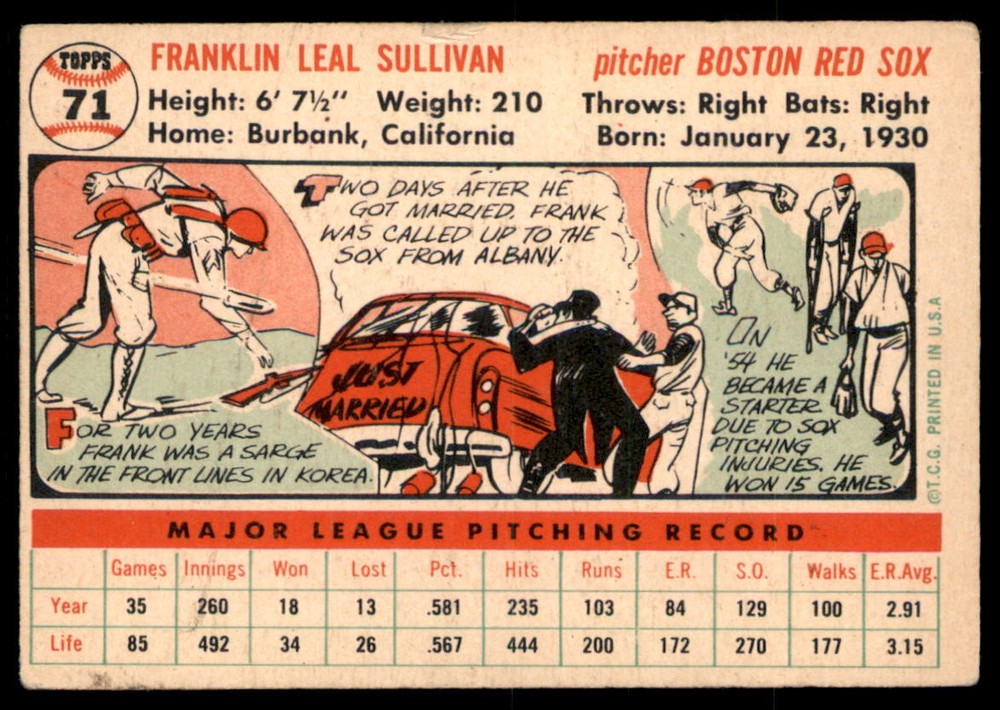 TOPPS
71
FRANKLIN LEAL SULLIVAN pitcher BOSTON RED SOX
Height: 6' 7½" Weight: 210 Throws: Right Bats: Right
Home: Burbank, California Born: January 23, 1930
FOR TWO YEARS
FRANK WAS A SARGE
IN THE FRONT LINES IN KOREA.
TWO DAYS AFTER HE
GOT MARRIED, FRANK
WAS CALLED UP TO THE
SOX FROM ALBANY.
JUST
MARRIED
ON
'54 HE
BECAME A
STARTER
DUE TO SOX
PITCHING
INJURIES. HE
WON 15 GAMES.
©T.C.G. PRINTED IN U.S.A
MAJOR LEAGUE PITCHING RECORD
Games Innings Won Lost Pct. Hits Runs E.R. S.O. Walks E.R.Avg.
Year 35 260 18 13 .581 235 103 84 129 100 2.91
Life 85 492 34 26 .567 444 200 172 270 177 3.15